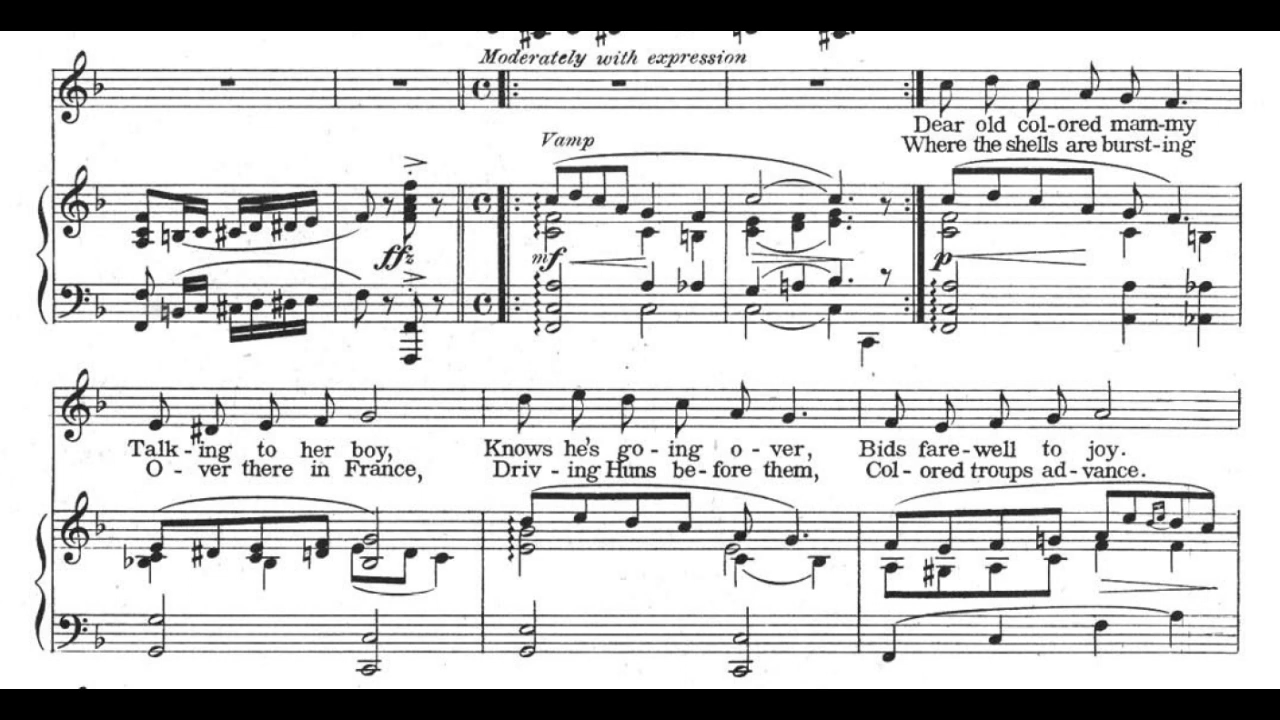 Moderately with expression
Vamp
Dear old col-ored mam-my
Where the shells are burst-ing
ffz
mf
p
Talk-ing to her boy, Knows he's go-ing o-ver, Bids fare-well to joy.
O-ver there in France, Driv-ing Huns be-fore them, Col-ored troups ad-vance.